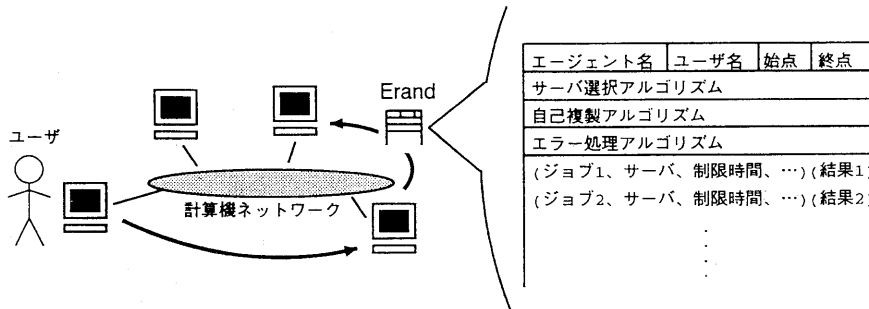 Erand
ユーザ
計算機ネットワーク
エージェント名 ユーザ名 始点 終点
サーバ選択アルゴリズム
自己複製アルゴリズム
エラー処理アルゴリズム
(ジョブ1、サーバ、制限時間、…)(結果1)
(ジョブ2、サーバ、制限時間、…)(結果2)